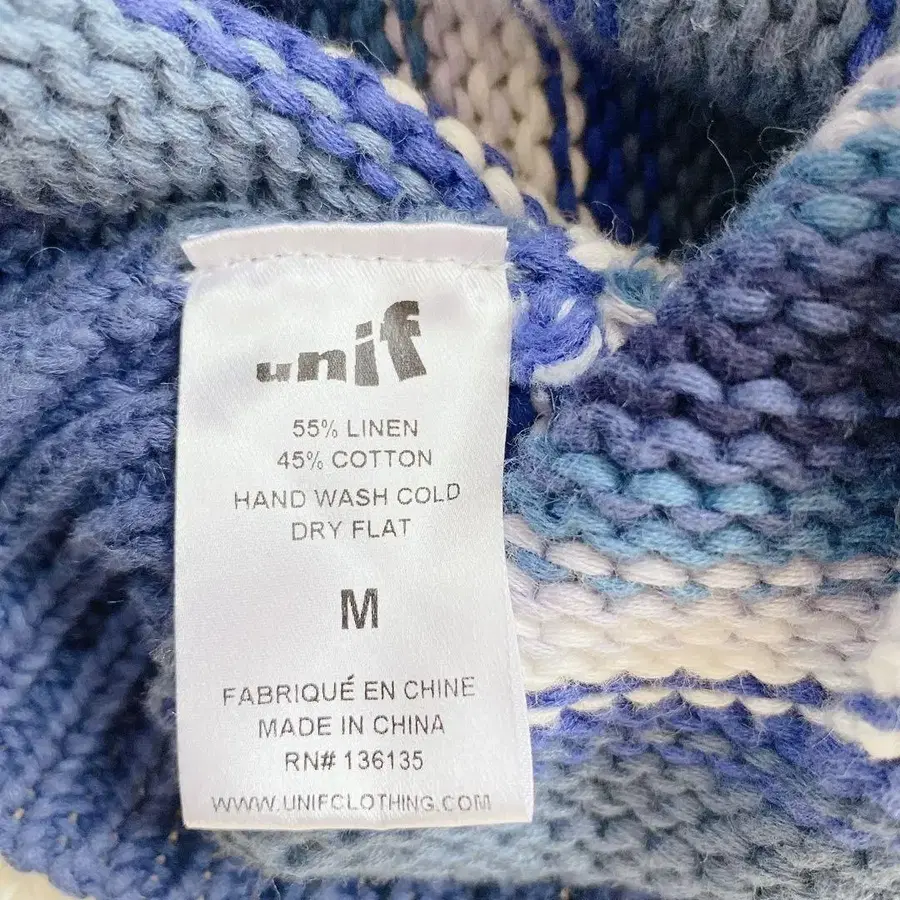 unif
55% LINEN
45% COTTON
HAND WASH COLD
DRY FLAT
M
FABRIQUÉ EN CHINE
MADE IN CHINA
RN# 136135
WWW.UNIFCLOTHING.COM